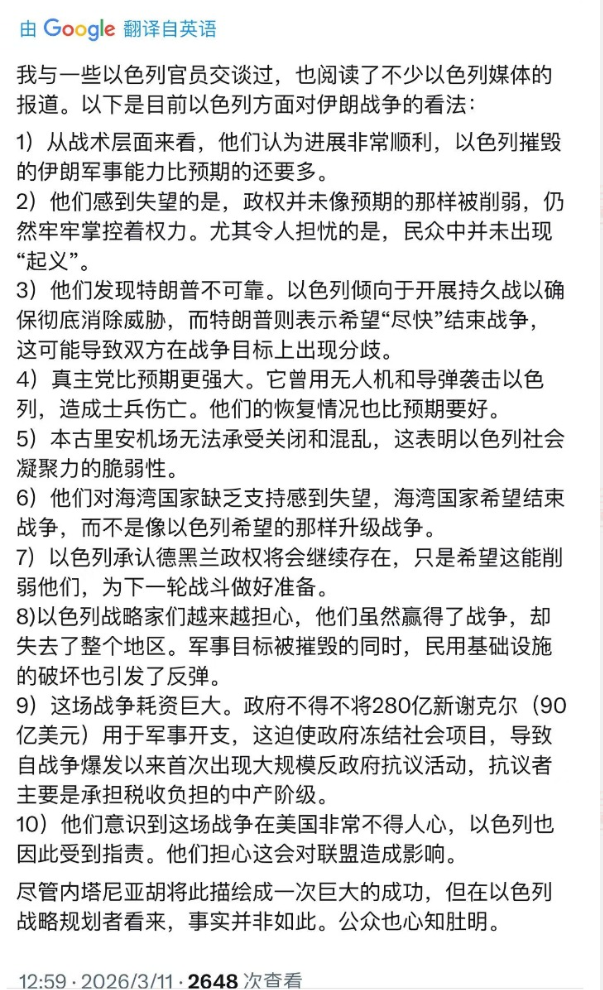 由 Google 翻译自英语
我与一些以色列官员交谈过，也阅读了不少以色列媒体的
报道。以下是目前以色列方面对伊朗战争的看法：
1）从战术层面来看，他们认为进展非常顺利，以色列摧毁
的伊朗军事能力比预期的还要多。
2）他们感到失望的是，政权并未像预期的那样被削弱，仍
然牢牢掌控着权力。尤其令人担忧的是，民众中并未出现
“起义”。
3）他们发现特朗普不可靠。以色列倾向于开展持久战以确
保彻底消除威胁，而特朗普则表示希望“尽快”结束战争，
这可能导致双方在战争目标上出现分歧。
4）真主党比预期更强大。它曾用无人机和导弹袭击以色
列，造成士兵伤亡。他们的恢复情况也比预期要好。
5）本古里安机场无法承受关闭和混乱，这表明以色列社会
凝聚力的脆弱性。
6）他们对海湾国家缺乏支持感到失望，海湾国家希望结束
战争，而不是像以色列希望的那样升级战争。
7）以色列承认德黑兰政权将会继续存在，只是希望这能削
弱他们，为下一轮战斗做好准备。
8)以色列战略家们越来越担心，他们虽然赢得了战争，却
失去了整个地区。军事目标被摧毁的同时，民用基础设施
的破坏也引发了反弹。
9）这场战争耗资巨大。政府不得不将280亿新谢克尔（90
亿美元）用于军事开支，这迫使政府冻结社会项目，导致
自战争爆发以来首次出现大规模反政府抗议活动，抗议者
主要是承担税收负担的中产阶级。
10）他们意识到这场战争在美国非常不得人心，以色列也
因此受到指责。他们担心这会对联盟造成影响。
尽管内塔尼亚胡将此描绘成一次巨大的成功，但在以色列
战略规划者看来，事实并非如此。公众也心知肚明。
12:59 · 2026/3/11 · 2648 次查看